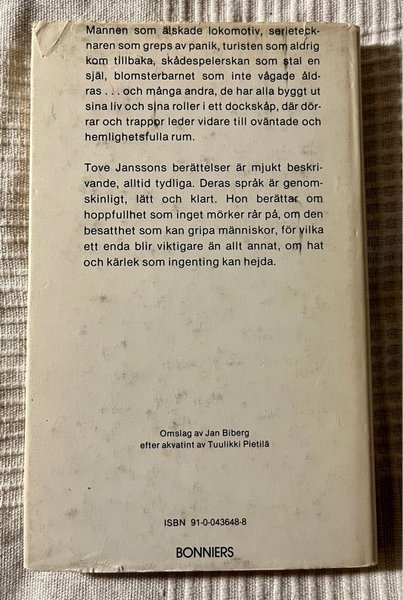 Mannen som älskade lokomotiv, serieteck-
naren som greps av panik, turisten som aldrig
kom tillbaka, skådespelerskan som stal en
själ, blomsterbarnet som inte vågade åld-
ras . . . och många andra, de har alla byggt ut
sina liv och sina roller i ett dockskåp, där dör-
rar och trappor leder vidare till oväntade och
hemlighetsfulla rum.
Tove Janssons berättelser är mjukt beskri-
vande, alltid tydliga. Deras språk är genom-
skinligt, lätt och klart. Hon berättar om
hoppfullhet som inget mörker rår på, om den
besatthet som kan gripa människor, för vilka
ett enda blir viktigare än allt annat, om hat
och kärlek som ingenting kan hejda.
Omslag av Jan Biberg
efter akvatint av Tuulikki Pietilä
ISBN 91-0-043648-8
BONNIERS